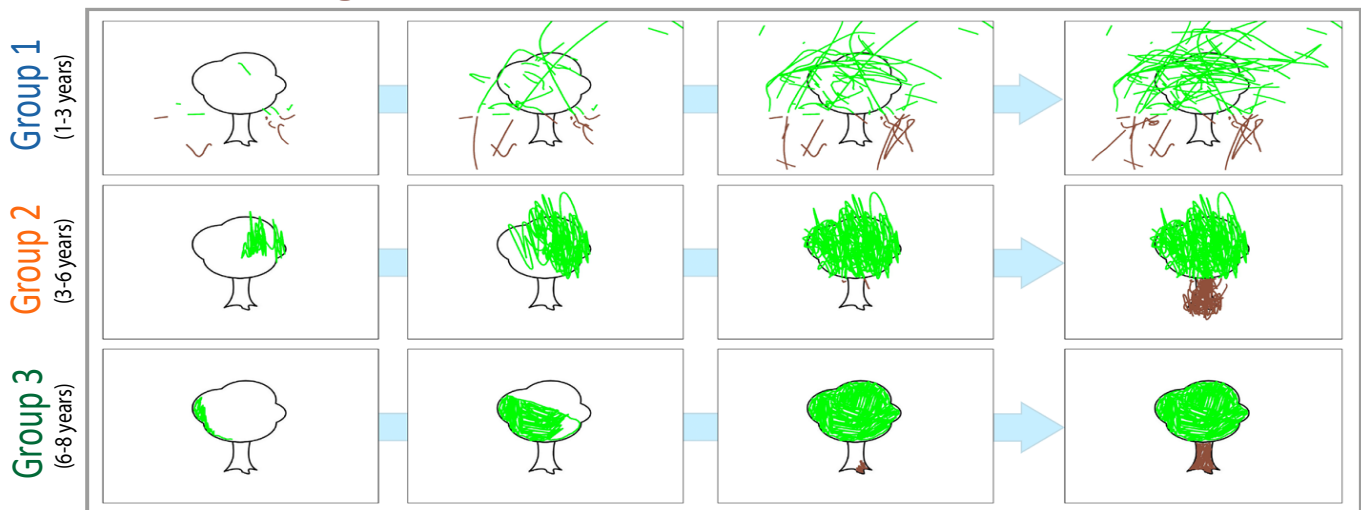 Group 1
(1-3 years)
Group 2
(3-6 years)
Group 3
(6-8 years)